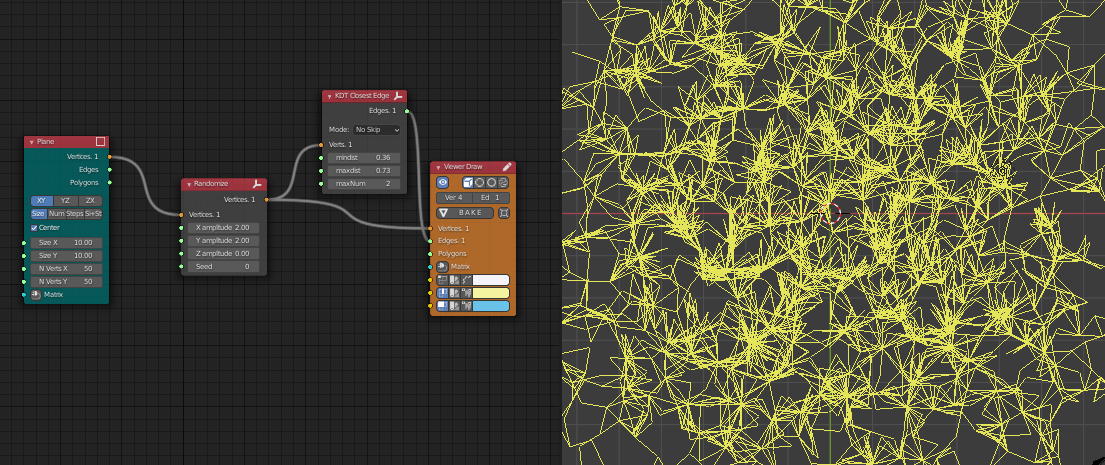 Plane
Vertices. 1
Edges
Polygons
XY YZ ZX
Size Num Steps Si+St
Center
Size X 10.00
Size Y 10.00
N Verts X 50
N Verts Y 50
Matrix
Randomize
Vertices. 1
Vertices. 1
X amplitude 2.00
Y amplitude 2.00
Z amplitude 0.00
Seed 0
KDT Closest Edge
Edges. 1
Mode: No Skip
Verts. 1
mindst 0.36
maxdst 0.73
maxNum 2
Viewer Draw
Ver 4 Ed 1
BAKE
Vertices. 1
Edges. 1
Polygons
Matrix